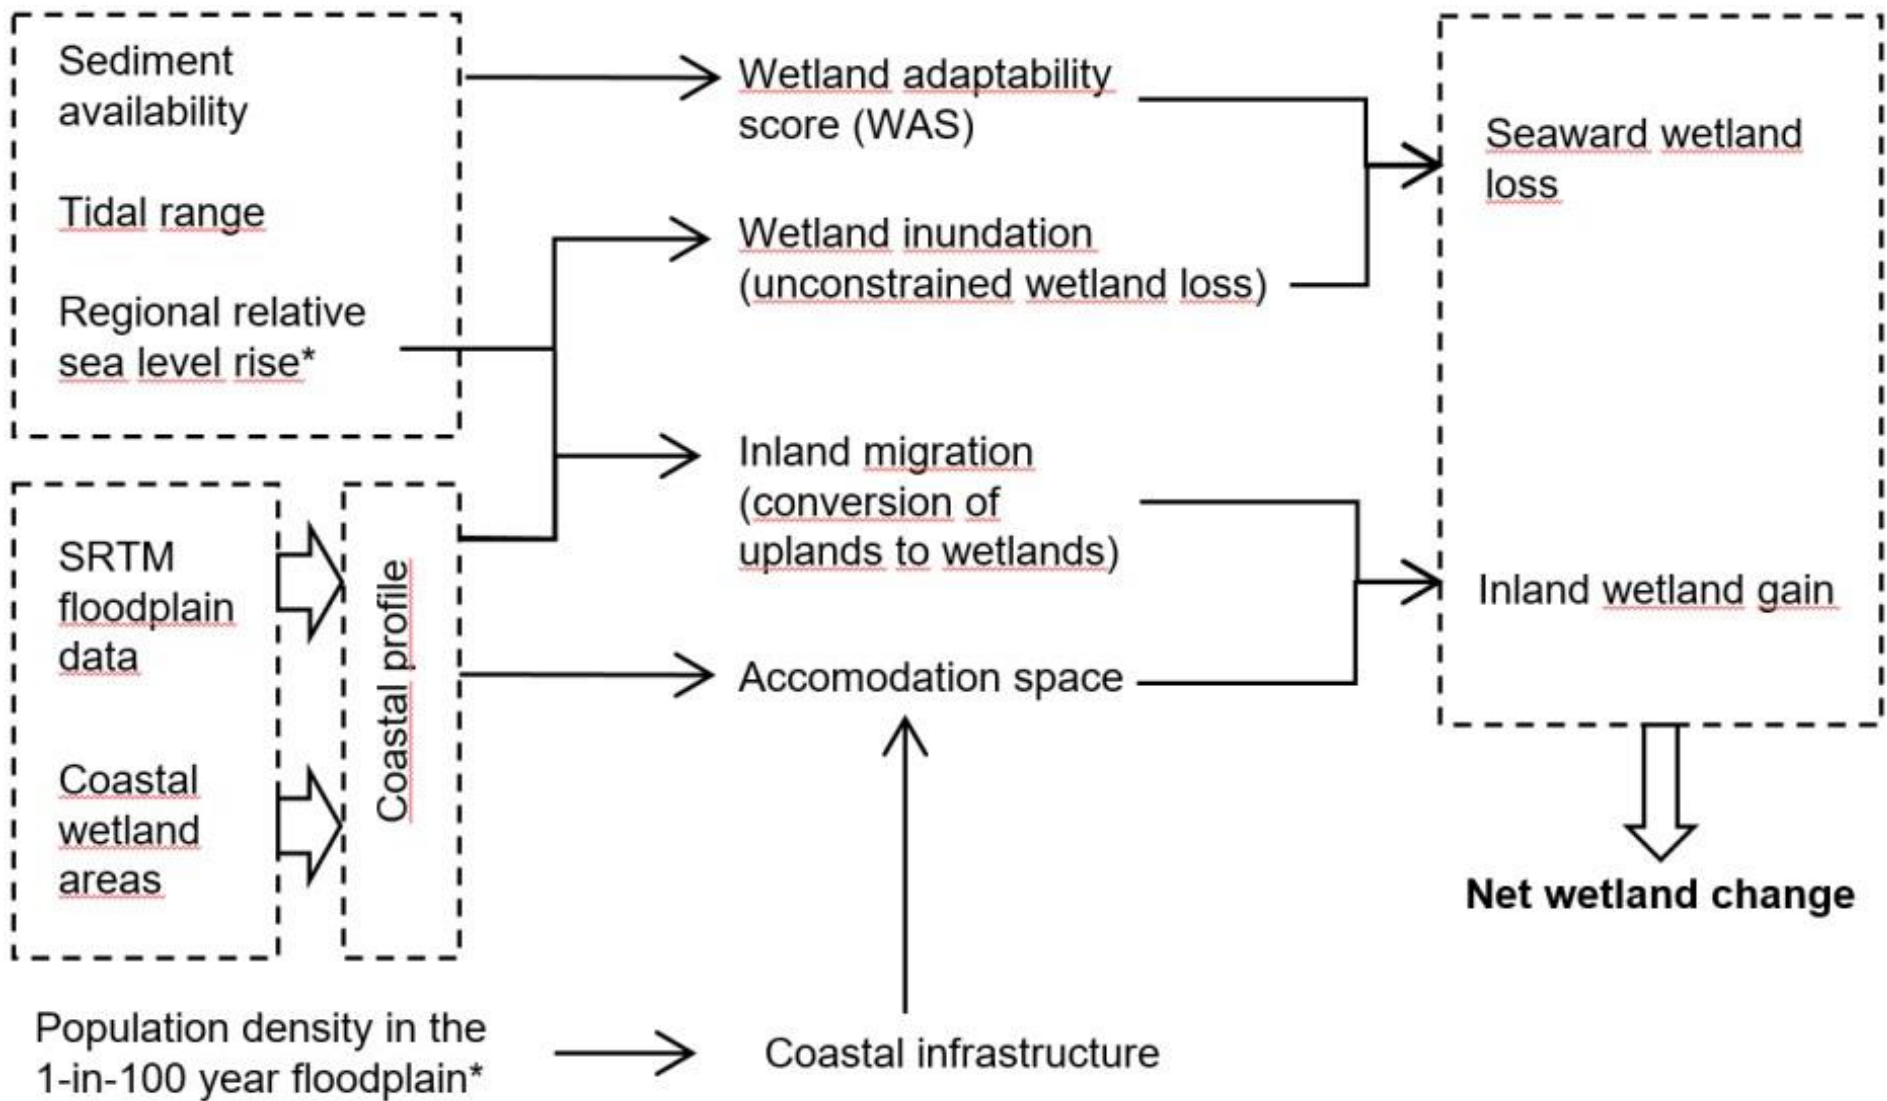 Sediment
availability
Tidal range
Regional relative
sea level rise*
SRTM
floodplain
data
Coastal
wetland
areas
Coastal profile
Population density in the
1-in-100 year floodplain*
Wetland adaptability
score (WAS)
Wetland inundation
(unconstrained wetland loss)
Inland migration
(conversion of
uplands to wetlands)
Accomodation space
Coastal infrastructure
Seaward wetland
loss
Inland wetland gain
Net wetland change